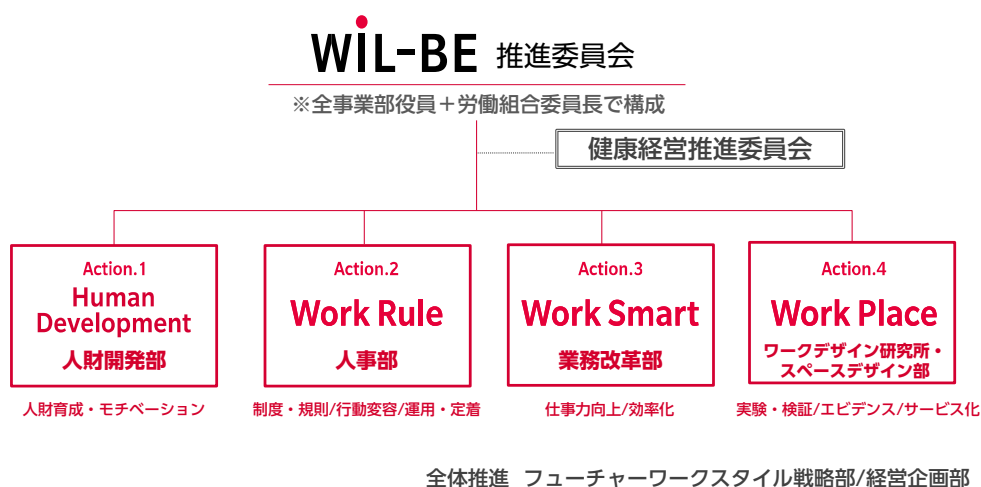 WiL-BE 推進委員会
※全事業部役員＋労働組合委員長で構成
健康経営推進委員会
Action.1
Human
Development
人財開発部
人財育成・モチベーション
Action.2
Work Rule
人事部
制度・規則/行動変容/運用・定着
Action.3
Work Smart
業務改革部
仕事力向上/効率化
Action.4
Work Place
ワークデザイン研究所・
スペースデザイン部
実験・検証/エビデンス/サービス化
全体推進 フューチャーワークスタイル戦略部/経営企画部